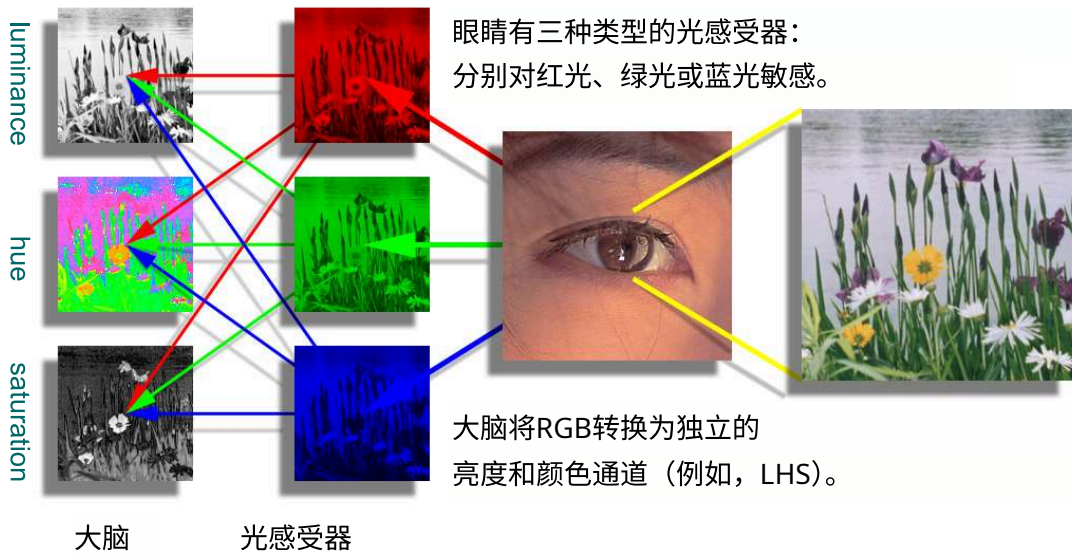 眼睛有三种类型的光感受器：
分别对红光、绿光或蓝光敏感。
luminance
hue
saturation
大脑将RGB转换为独立的
亮度和颜色通道（例如，LHS）。
大脑
光感受器